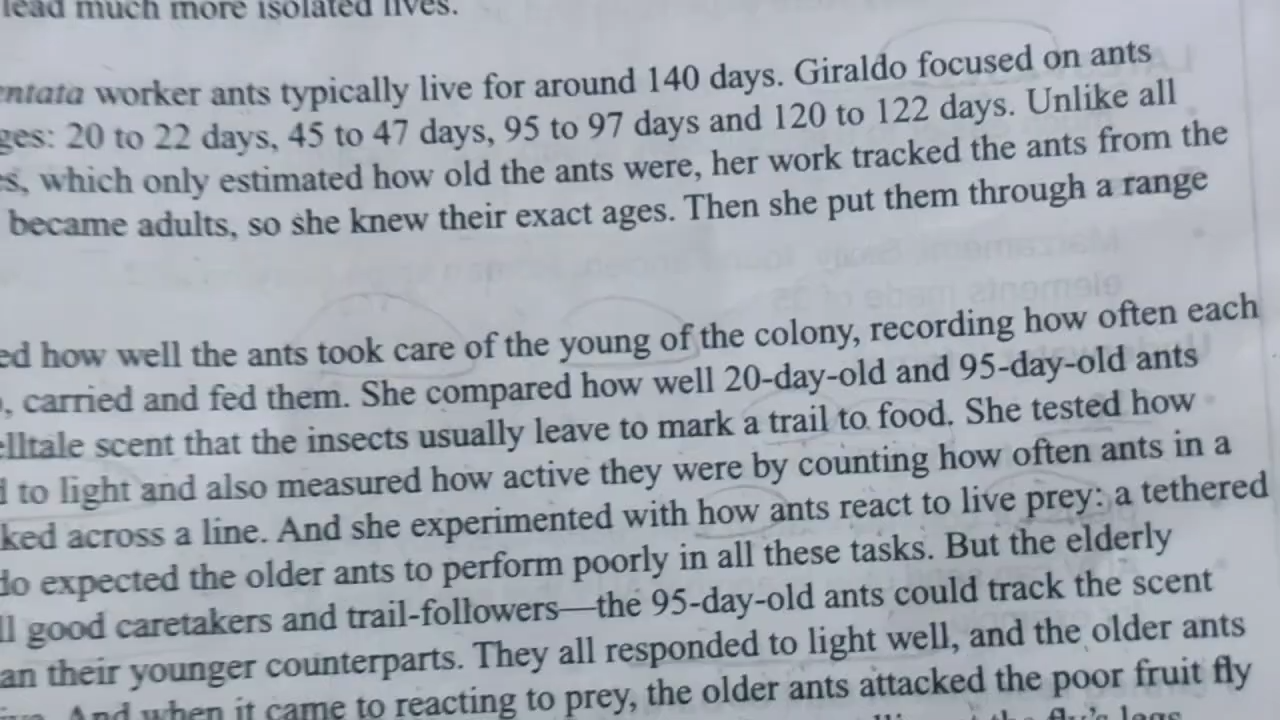 lead much more isolated lives.
entata worker ants typically live for around 140 days. Giraldo focused on ants
ges: 20 to 22 days, 45 to 47 days, 95 to 97 days and 120 to 122 days. Unlike all
es, which only estimated how old the ants were, her work tracked the ants from the
became adults, so she knew their exact ages. Then she put them through a range
ed how well the ants took care of the young of the colony, recording how often each
, carried and fed them. She compared how well 20-day-old and 95-day-old ants
elltale scent that the insects usually leave to mark a trail to food. She tested how
d to light and also measured how active they were by counting how often ants in a
ked across a line. And she experimented with how ants react to live prey: a tethered
do expected the older ants to perform poorly in all these tasks. But the elderly
ll good caretakers and trail-followers—the 95-day-old ants could track the scent
an their younger counterparts. They all responded to light well, and the older ants
And when it came to reacting to prey, the older ants attacked the poor fruit fly
the fly's legs